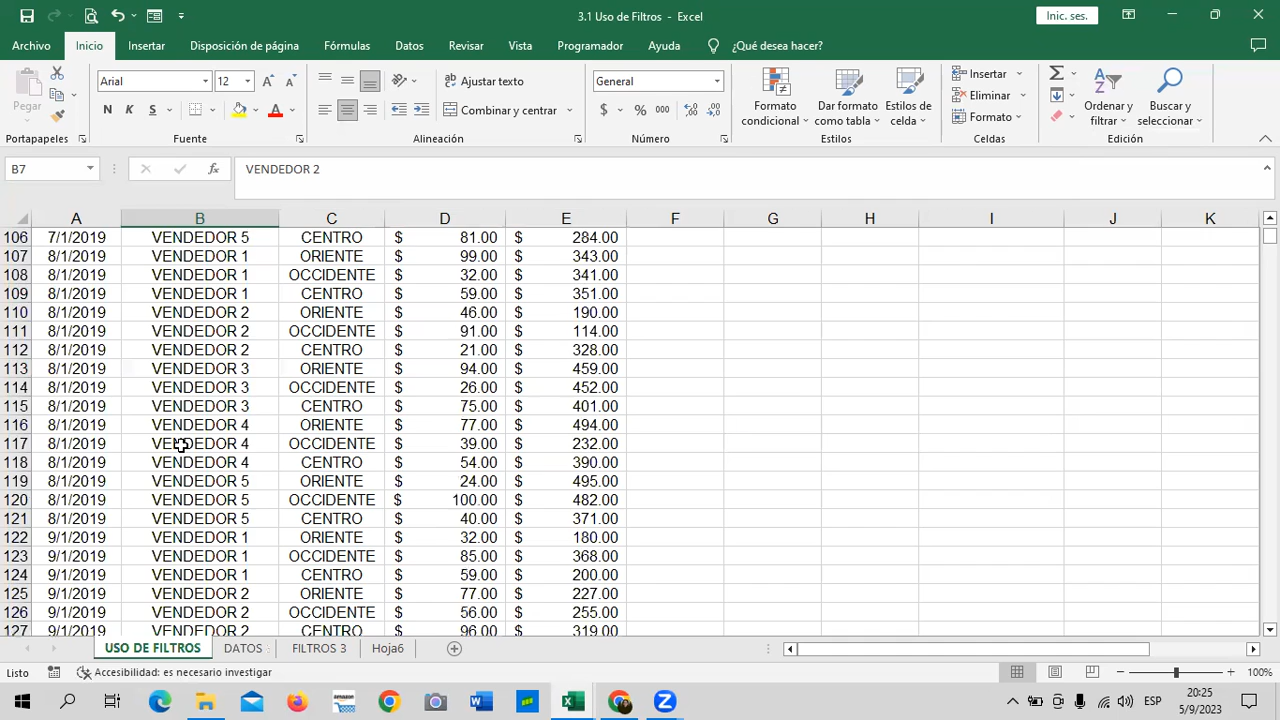 3.1 Uso de Filtros - Excel
Inic. ses.
Archivo Inicio Insertar Disposición de página Fórmulas Datos Revisar Vista Programador Ayuda ¿Qué desea hacer?
Pegar
Arial 12
N K S
Ajustar texto
Combinar y centrar
General
$ % 000
Formato condicional
Dar formato como tabla
Estilos de celda
Insertar
Eliminar
Formato
Ordenar y filtrar
Buscar y seleccionar
Portapapeles Fuente Alineación Número Estilos Celdas Edición
B7 fx VENDEDOR 2
A B C D E F G H I J K
106 7/1/2019 VENDEDOR 5 CENTRO $ 81.00 $ 284.00
107 8/1/2019 VENDEDOR 1 ORIENTE $ 99.00 $ 343.00
108 8/1/2019 VENDEDOR 1 OCCIDENTE $ 32.00 $ 341.00
109 8/1/2019 VENDEDOR 1 CENTRO $ 59.00 $ 351.00
110 8/1/2019 VENDEDOR 2 ORIENTE $ 46.00 $ 190.00
111 8/1/2019 VENDEDOR 2 OCCIDENTE $ 91.00 $ 114.00
112 8/1/2019 VENDEDOR 2 CENTRO $ 21.00 $ 328.00
113 8/1/2019 VENDEDOR 3 ORIENTE $ 94.00 $ 459.00
114 8/1/2019 VENDEDOR 3 OCCIDENTE $ 26.00 $ 452.00
115 8/1/2019 VENDEDOR 3 CENTRO $ 75.00 $ 401.00
116 8/1/2019 VENDEDOR 4 ORIENTE $ 77.00 $ 494.00
117 8/1/2019 VENDEDOR 4 OCCIDENTE $ 39.00 $ 232.00
118 8/1/2019 VENDEDOR 4 CENTRO $ 54.00 $ 390.00
119 8/1/2019 VENDEDOR 5 ORIENTE $ 24.00 $ 495.00
120 8/1/2019 VENDEDOR 5 OCCIDENTE $ 100.00 $ 482.00
121 8/1/2019 VENDEDOR 5 CENTRO $ 40.00 $ 371.00
122 9/1/2019 VENDEDOR 1 ORIENTE $ 32.00 $ 180.00
123 9/1/2019 VENDEDOR 1 OCCIDENTE $ 85.00 $ 368.00
124 9/1/2019 VENDEDOR 1 CENTRO $ 59.00 $ 200.00
125 9/1/2019 VENDEDOR 2 ORIENTE $ 77.00 $ 227.00
126 9/1/2019 VENDEDOR 2 OCCIDENTE $ 56.00 $ 255.00
127 9/1/2019 VENDEDOR 2 CENTRO $ 96.00 $ 319.00
USO DE FILTROS DATOS FILTROS 3 Hoja6
Listo Accesibilidad: es necesario investigar 100%
ESP 20:25
5/9/2023